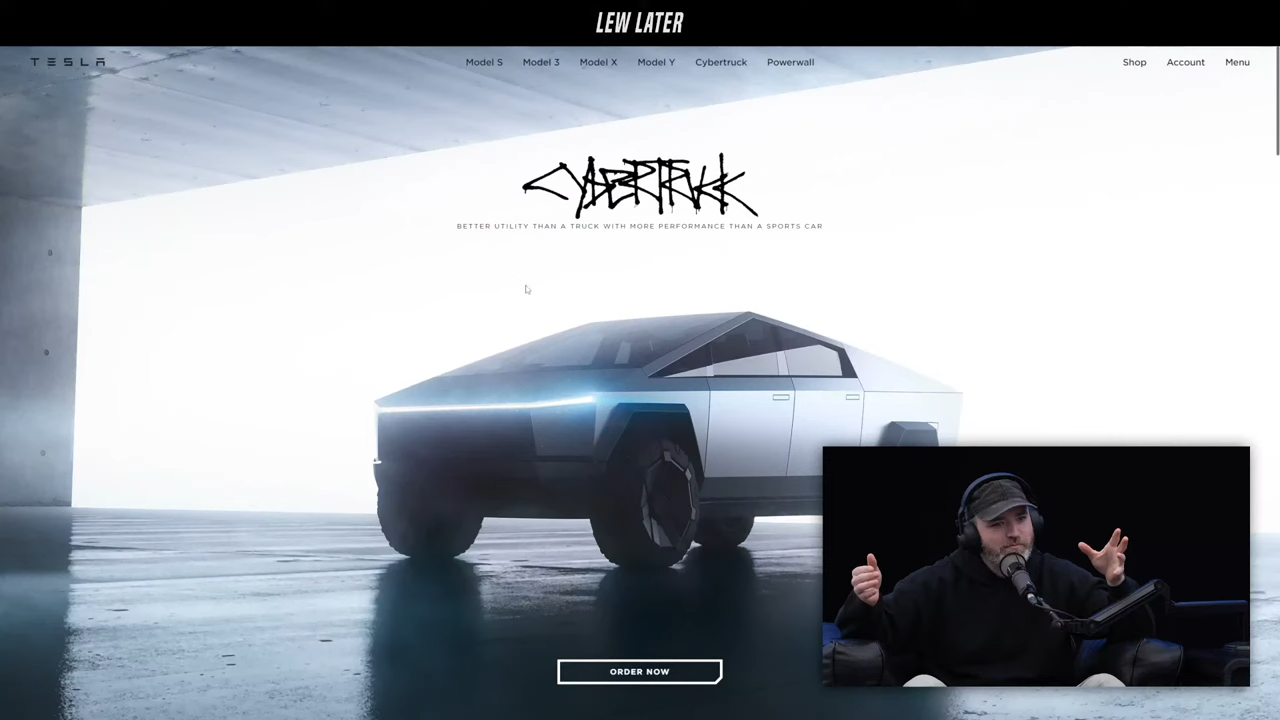 LEW LATER
TESLA Model S Model 3 Model X Model Y Cybertruck Powerwall Shop Account Menu
CYBERTRUCK
BETTER UTILITY THAN A TRUCK WITH MORE PERFORMANCE THAN A SPORTS CAR
ORDER NOW